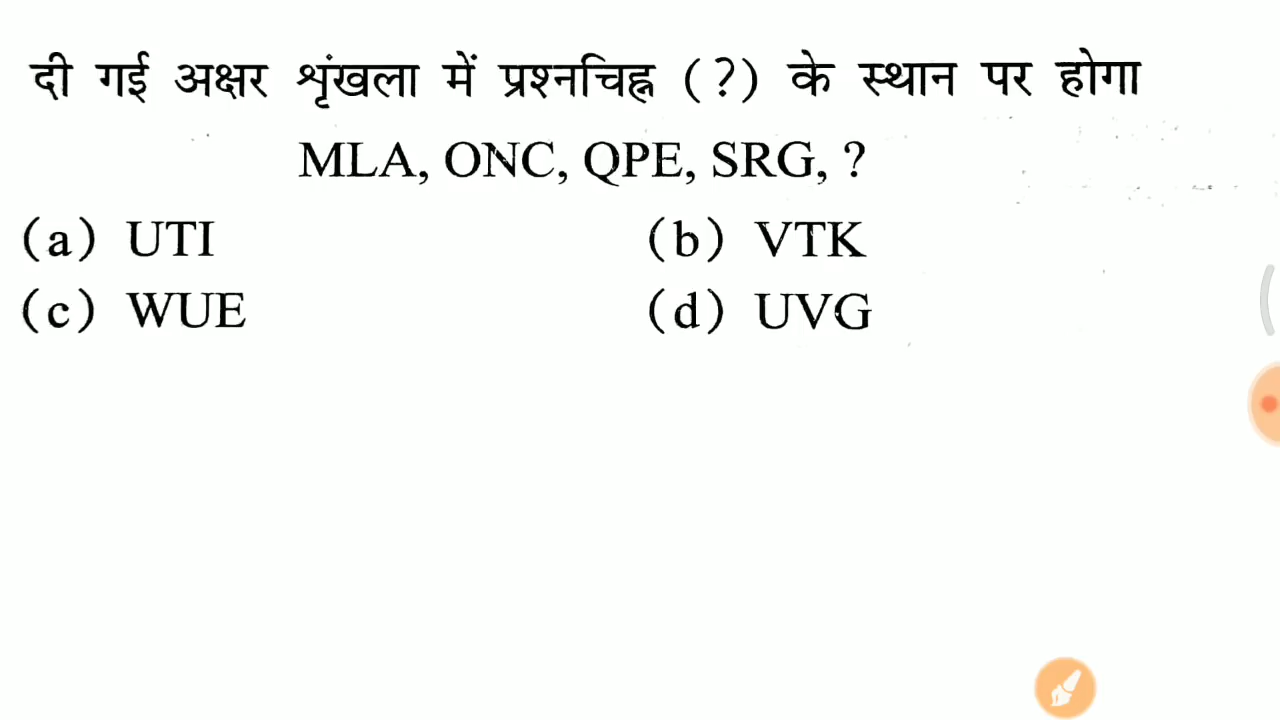 दी गई अक्षर श्रृंखला में प्रश्नचिह्न (?) के स्थान पर होगा
MLA, ONC, QPE, SRG, ?
(a) UTI (b) VTK
(c) WUE (d) UVG